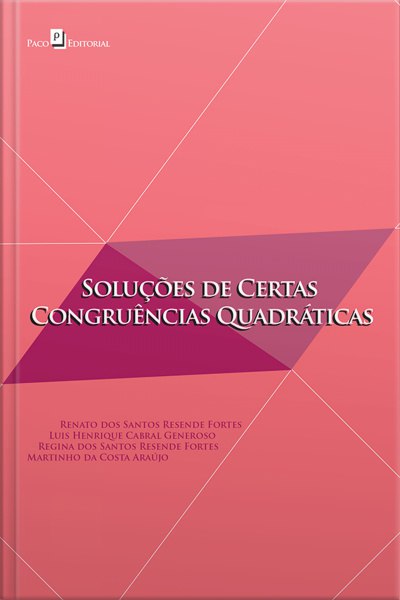 Paco P Editorial
Soluções de Certas
Congruências Quadráticas
Renato dos Santos Resende Fortes
Luis Henrique Cabral Generoso
Regina dos Santos Resende Fortes
Martinho da Costa Araújo